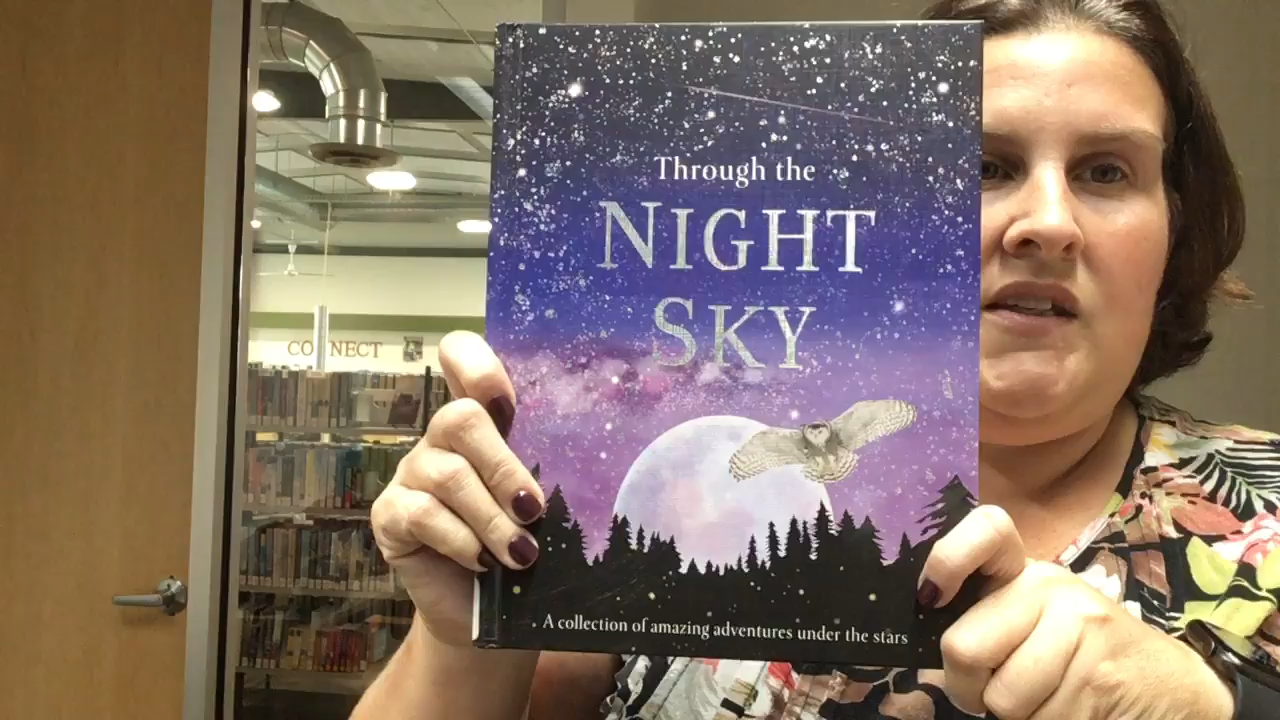 Through the
NIGHT
SKY
A collection of amazing adventures under the stars
CONNECT